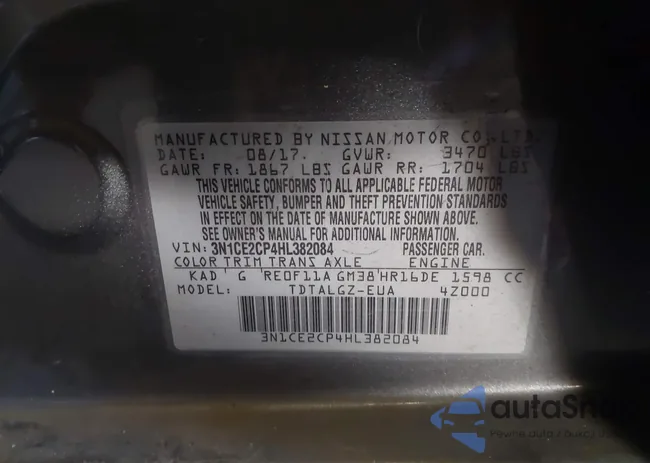 MANUFACTURED BY NISSAN MOTOR CO.,LTD.
DATE: 08/17. GVWR: 3470 LBS
GAWR FR: 1867 LBS GAWR RR: 1704 LBS
THIS VEHICLE CONFORMS TO ALL APPLICABLE FEDERAL MOTOR
VEHICLE SAFETY, BUMPER AND THEFT PREVENTION STANDARDS
IN EFFECT ON THE DATE OF MANUFACTURE SHOWN ABOVE.
SEE OWNER'S MANUAL FOR ADDITIONAL INFORMATION.
VIN: 3N1CE2CP4HL382084 PASSENGER CAR.
COLOR TRIM TRANS AXLE ENGINE
KAD ' G 'RE0F11A GM38'HR16DE 1598 CC
MODEL: TDTALGZ-EUA 4Z000
3N1CE2CP4HL382084
Pewne auta z